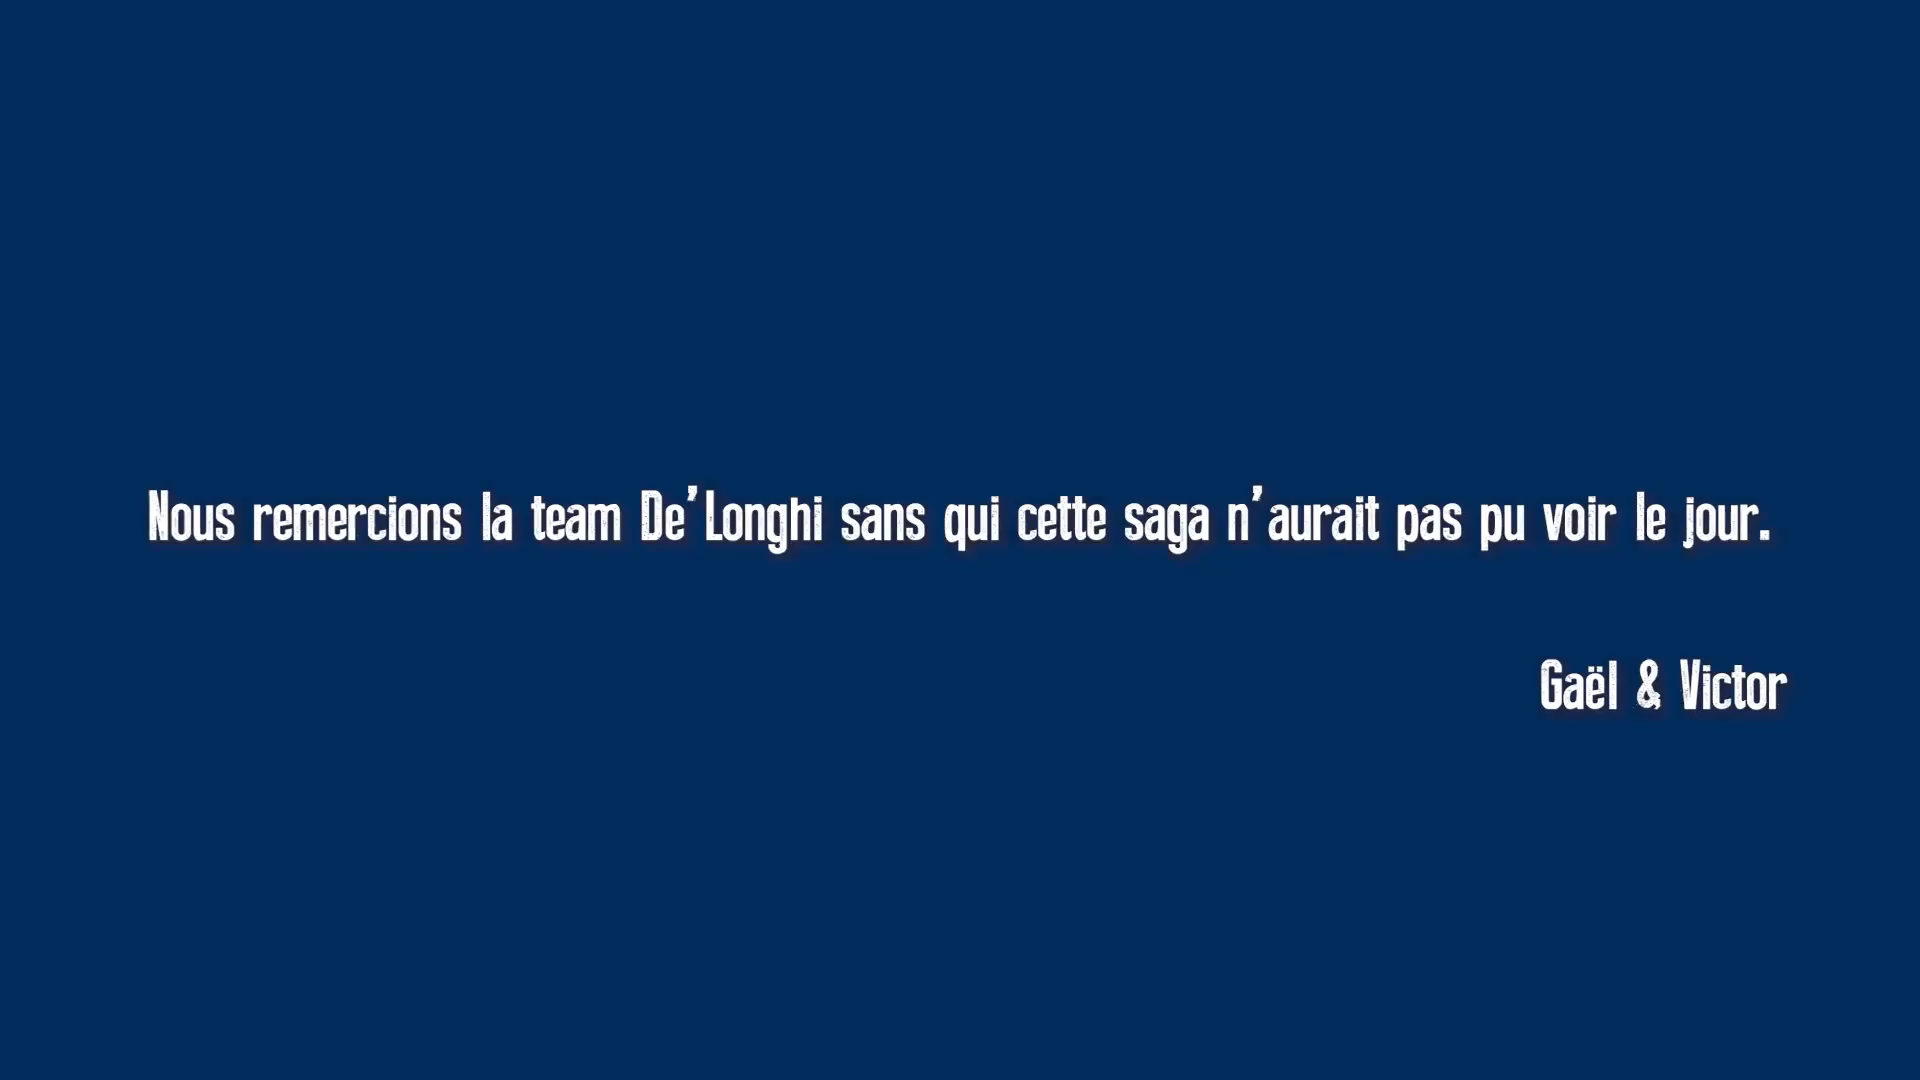 Nous remercions la team De’Longhi sans qui cette saga n’aurait pas pu voir le jour.
Gaël & Victor